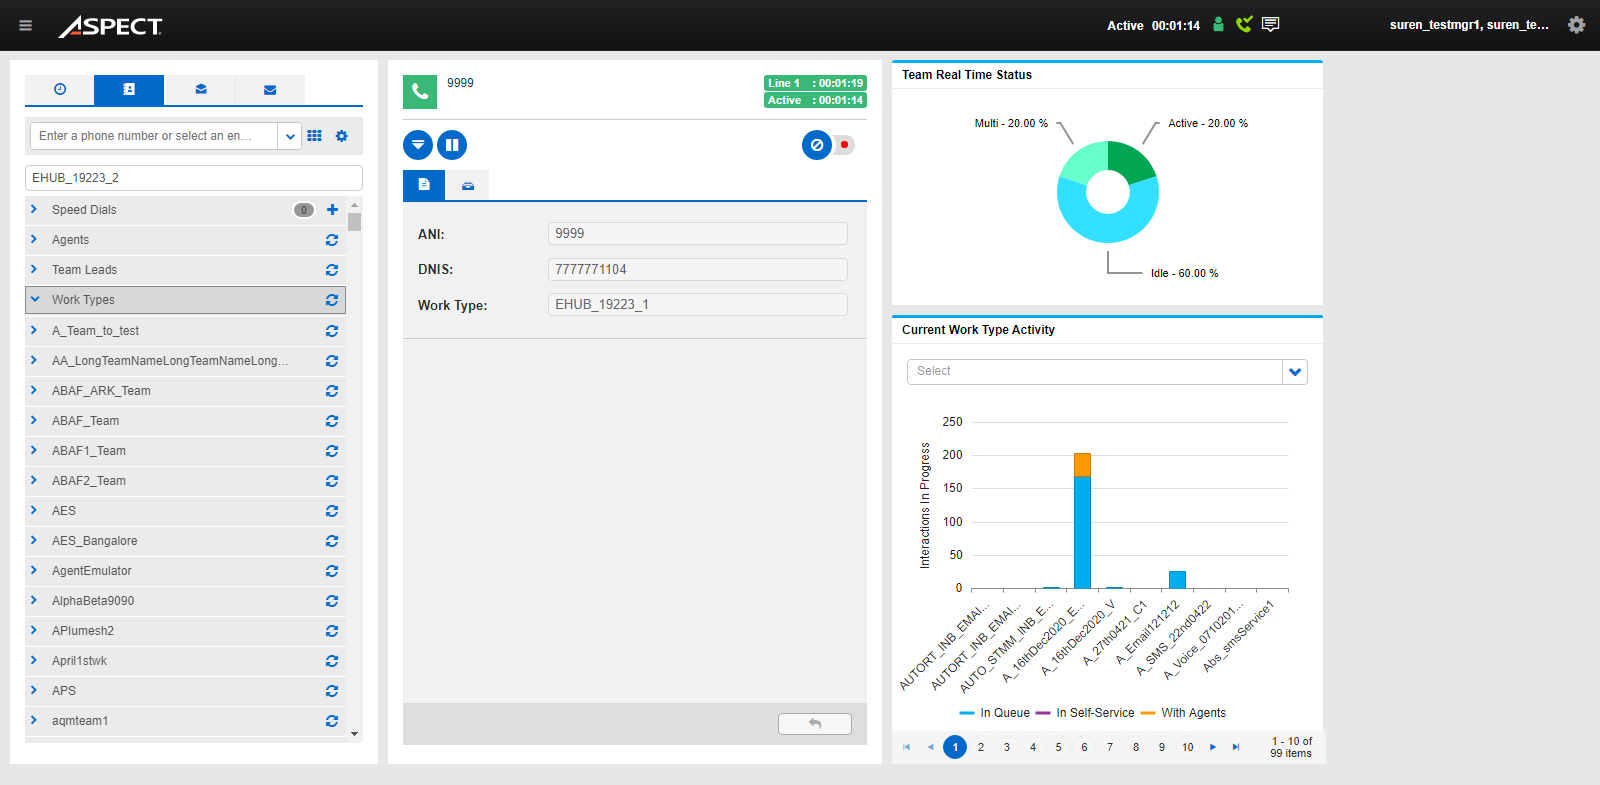 ASPECT
Active 00:01:14
suren_testmgr1, suren_te...
Enter a phone number or select an en...
EHUB_19223_2
Speed Dials 0
Agents
Team Leads
Work Types
A_Team_to_test
AA_LongTeamNameLongTeamNameLong...
ABAF_ARK_Team
ABAF_Team
ABAF1_Team
ABAF2_Team
AES
AES_Bangalore
AgentEmulator
AlphaBeta9090
APlumesh2
April1stwk
APS
aqmteam1
9999
Line 1 : 00:01:19
Active : 00:01:14
ANI: 9999
DNIS: 7777771104
Work Type: EHUB_19223_1
Team Real Time Status
Multi - 20.00 %
Active - 20.00 %
Idle - 60.00 %
Current Work Type Activity
Select
Interactions In Progress
250
200
150
100
50
0
AUTORT_INB_EMAI...
AUTORT_INB_EMAI...
AUTO_STMM_INB_E...
A_16thDec2020_E...
A_16thDec2020_V
A_27th0421_C1
A_Email121212
A_SMS_22nd0422
A_Voice_0710201...
Abs_smsService1
In Queue In Self-Service With Agents
1 2 3 4 5 6 7 8 9 10
1 - 10 of
99 items